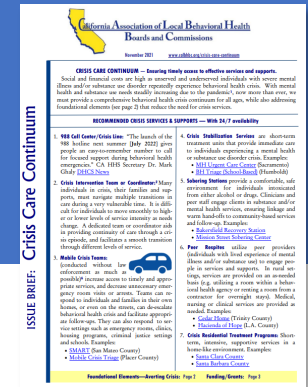 California Association of Local Behavioral Health
Boards and Commissions
November 2021 www.calbhbc.org/crisis-care-continuum
ISSUE BRIEF: Crisis Care Continuum
CRISIS CARE CONTINUUM — Ensuring timely access to effective services and supports.
Social and financial costs are high as unserved and underserved individuals with severe mental
illness and/or substance use disorder repeatedly experience behavioral health crisis. With mental
health and substance use needs steadily increasing due to the pandemic¹, now more than ever, we
must provide a comprehensive behavioral health crisis continuum for all ages, while also supporting
foundational elements (see page 2) that reduce the need for crisis services.
RECOMMENDED CRISIS SERVICES & SUPPORTS — With 24/7 availability
1. 988 Call Center/Crisis Line: "The launch of the
988 hotline next summer (July 2022) gives
people an easy-to-remember number to call
for focused support during behavioral health
emergencies." CA HHS Secretary Dr. Mark
Ghaly DHCS News
2. Crisis Intervention Team or Coordinator:² Many
individuals in crisis, their families and supports,
must navigate multiple transitions in
care during a very vulnerable time. It is difficult
for individuals to move smoothly to higher
or lower levels of service intensity as needs
change. A dedicated team or coordinator aids
in providing continuity of care through a crisis
episode, and facilitates a smooth transition
through different levels of service.
3. Mobile Crisis Teams:
(conducted without law
enforcement as much as
possible)³ increase access to timely and appropriate
services, and decrease unnecessary emergency
room visits or arrests. Teams can respond
to individuals and families in their own
homes, or even on the streets, can de-escalate
behavioral health crisis and facilitate appropriate
follow-ups. They can also respond to service
settings such as emergency rooms, clinics,
housing programs, criminal justice settings
and schools. Examples:
• SMART (San Mateo County)
• Mobile Crisis Triage (Placer County)
4. Crisis Stabilization Services are short-term
treatment units that provide immediate care
to individuals experiencing a mental health
or substance use disorder crisis. Examples:
• MH Urgent Care Center (Sacramento)
• BH Triage (School-Based) (Humboldt)
5. Sobering Stations provide a comfortable, safe
environment for individuals intoxicated
from either alcohol or drugs. Clinicians and
peer staff engage clients in substance and/or
mental health services, ensuring linkage and
warm hand-offs to community-based services
and follow-up. Examples:
• Bakersfield Recovery Station
• Mission Street Sobering Center
6. Peer Respites utilize peer providers
(individuals with lived experience of mental
illness and/or substance use) to engage people
in services and supports. In rural settings,
services are provided on an as-needed
basis (e.g. utilizing a room within a behavioral
health agency or renting a room from a
contractor for overnight stays). Medical,
nursing or clinical services are provided as
needed. Examples:
• Cedar Home (Trinity County)
• Hacienda of Hope (L.A. County)
7. Crisis Residential Treatment Programs: Short-
term, intensive, supportive services in a
home-like environment. Examples:
• Santa Clara County
• Santa Barbara County
Foundational Elements—Averting Crisis: Page 2 Funding/Grants: Page 3